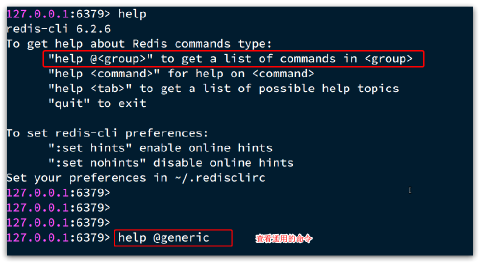 127.0.0.1:6379> help
redis-cli 6.2.6
To get help about Redis commands type:
"help @<group>" to get a list of commands in <group>
"help <command>" for help on <command>
"help <tab>" to get a list of possible help topics
"quit" to exit
To set redis-cli preferences:
":set hints" enable online hints
":set nohints" disable online hints
Set your preferences in ~/.redisclirc
127.0.0.1:6379>
127.0.0.1:6379>
127.0.0.1:6379>
127.0.0.1:6379> help @generic 查看通用的命令